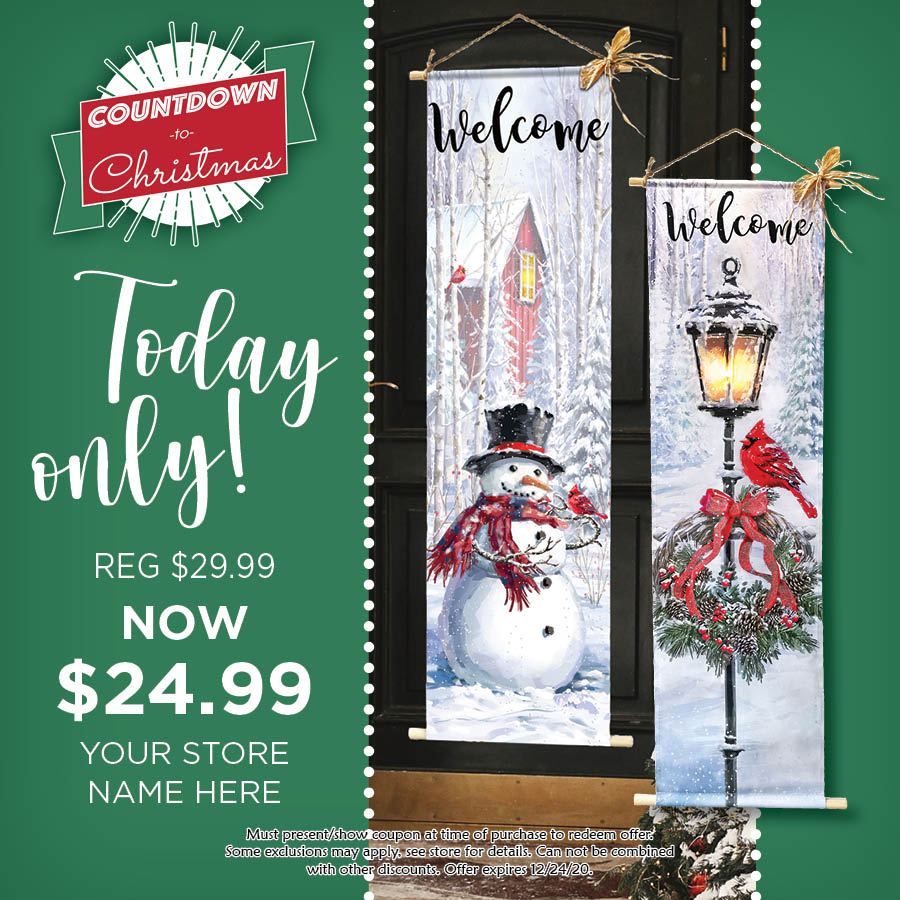 COUNTDOWN
-to-
Christmas
Today
only!
REG $29.99
NOW
$24.99
YOUR STORE
NAME HERE
Welcome
Welcome
Must present/show coupon at time of purchase to redeem offer.
Some exclusions may apply, see store for details. Can not be combined
with other discounts. Offer expires 12/24/20.